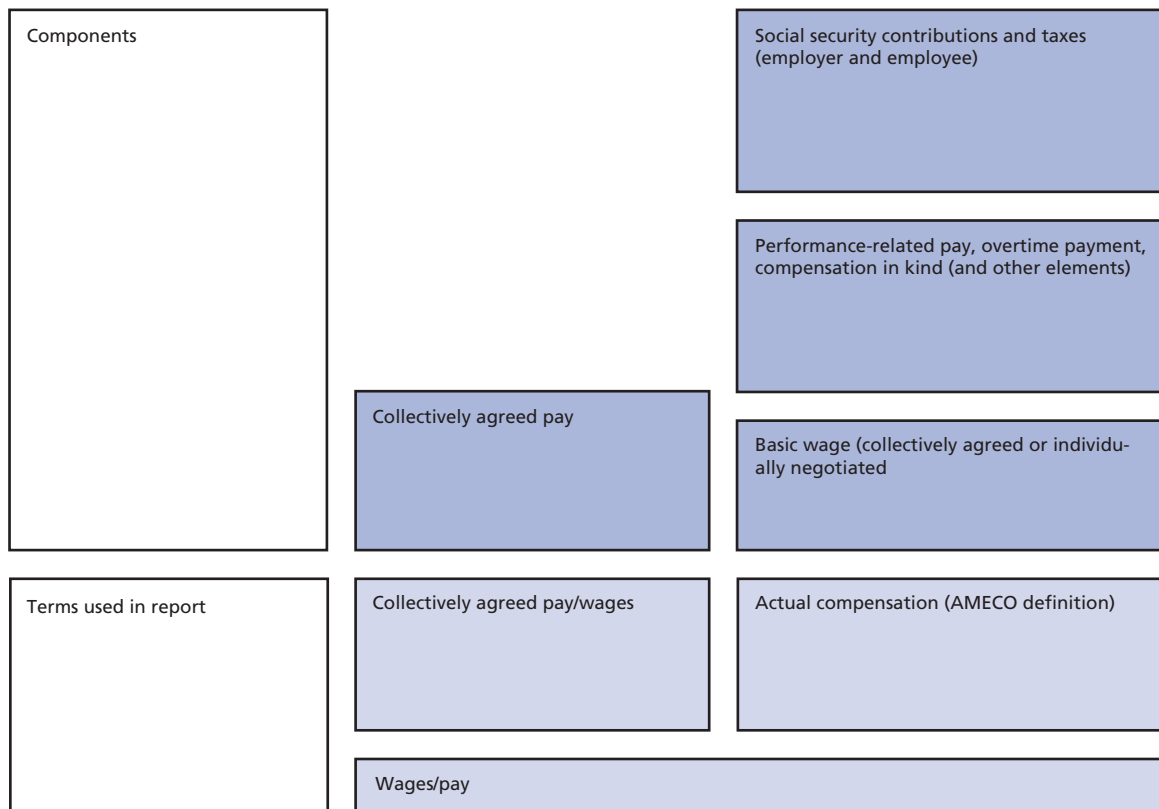 Components
Social security contributions and taxes
(employer and employee)
Performance-related pay, overtime payment,
compensation in kind (and other elements)
Collectively agreed pay
Basic wage (collectively agreed or individu-
ally negotiated
Terms used in report
Collectively agreed pay/wages
Actual compensation (AMECO definition)
Wages/pay